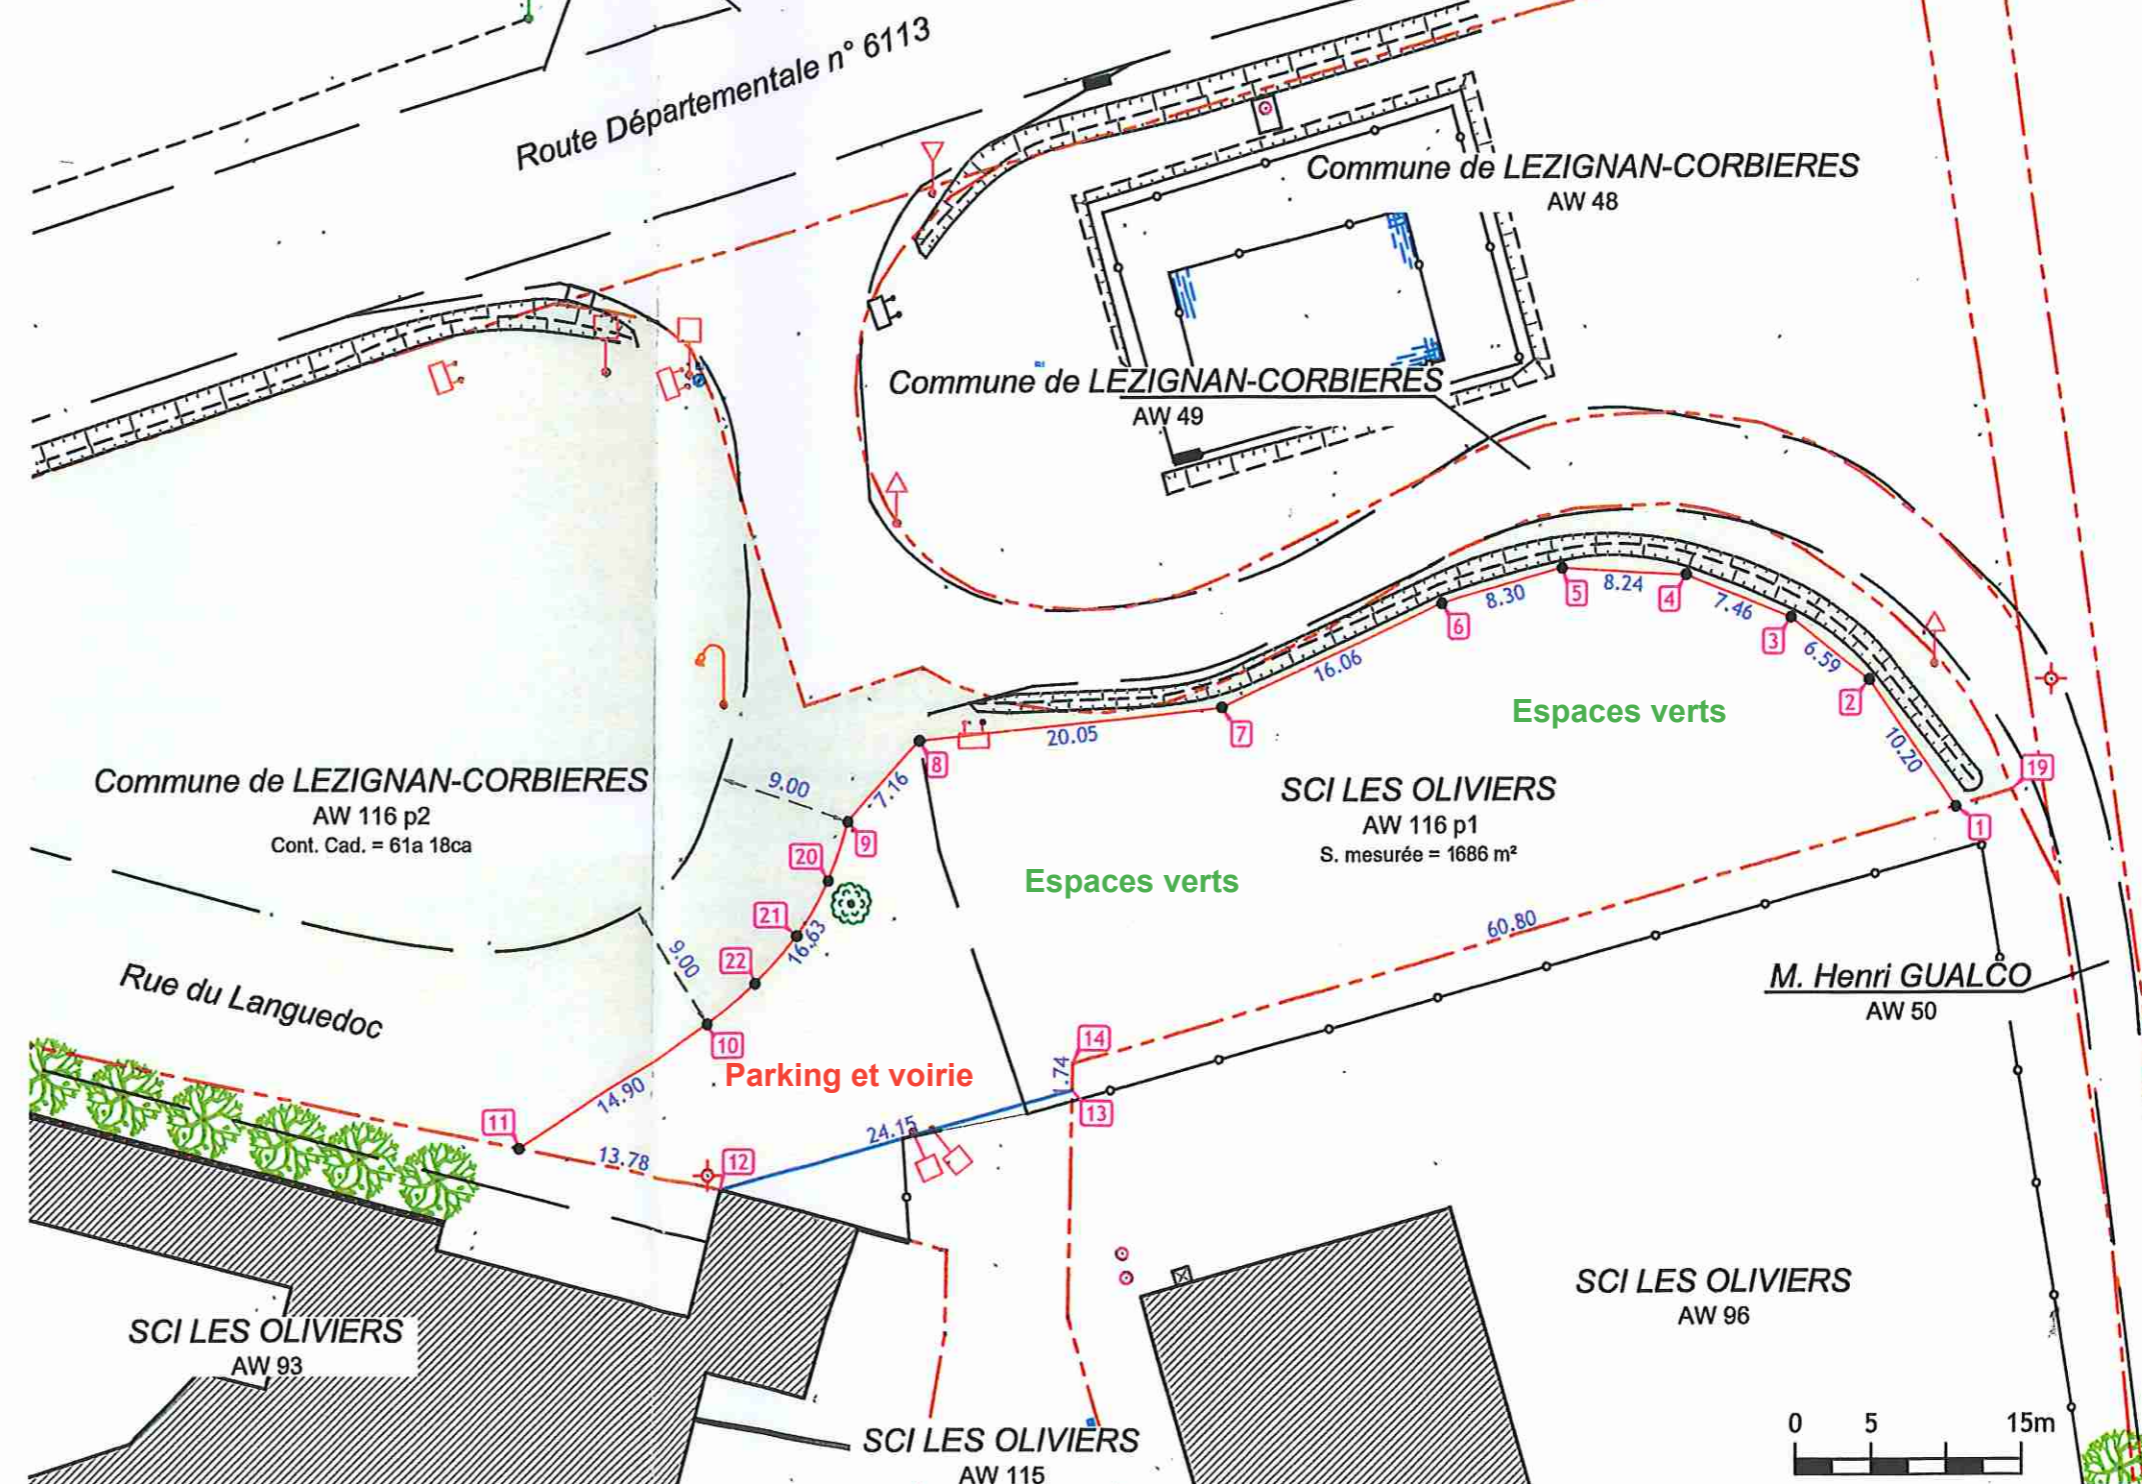 Route Départementale n° 6113
Commune de LEZIGNAN-CORBIERES
AW 48
Commune de LEZIGNAN-CORBIERES
AW 49
5
8.24
4
8.30
7.46
6
3
6.59
16.06
2
Espaces verts
7
20.05
8
10.20
19
9.00
7.16
Commune de LEZIGNAN-CORBIERES
AW 116 p2
Cont. Cad. = 61a 18ca
SCI LES OLIVIERS
AW 116 p1
S. mesurée = 1686 m²
1
9
20
Espaces verts
21
16.63
60.80
22
9.00
Rue du Languedoc
M. Henri GUALCO
AW 50
10
14
Parking et voirie
1.74
14.90
13
11
24.15
13.78
12
SCI LES OLIVIERS
AW 96
SCI LES OLIVIERS
AW 93
0 5 15m
SCI LES OLIVIERS
AW 115